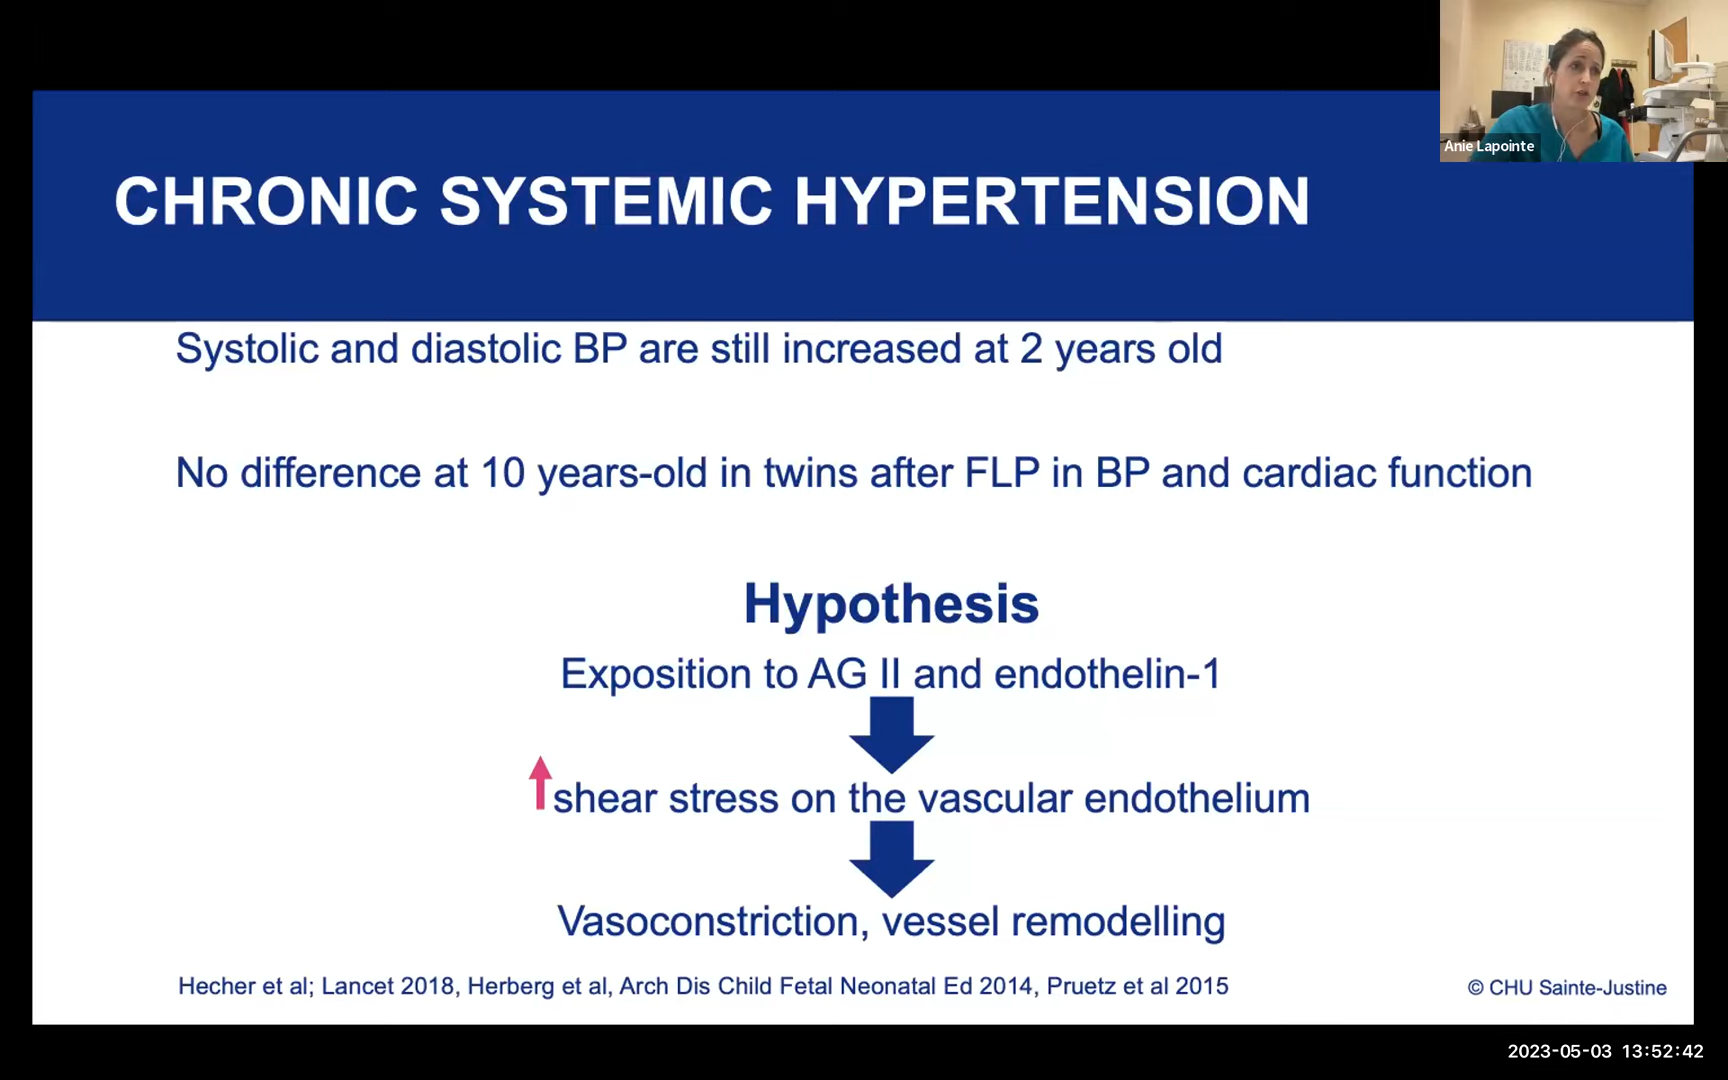 Anie Lapointe
CHRONIC SYSTEMIC HYPERTENSION
Systolic and diastolic BP are still increased at 2 years old
No difference at 10 years-old in twins after FLP in BP and cardiac function
Hypothesis
Exposition to AG II and endothelin-1
shear stress on the vascular endothelium
Vasoconstriction, vessel remodelling
Hecher et al; Lancet 2018, Herberg et al, Arch Dis Child Fetal Neonatal Ed 2014, Pruetz et al 2015
© CHU Sainte-Justine
2023-05-03 13:52:42